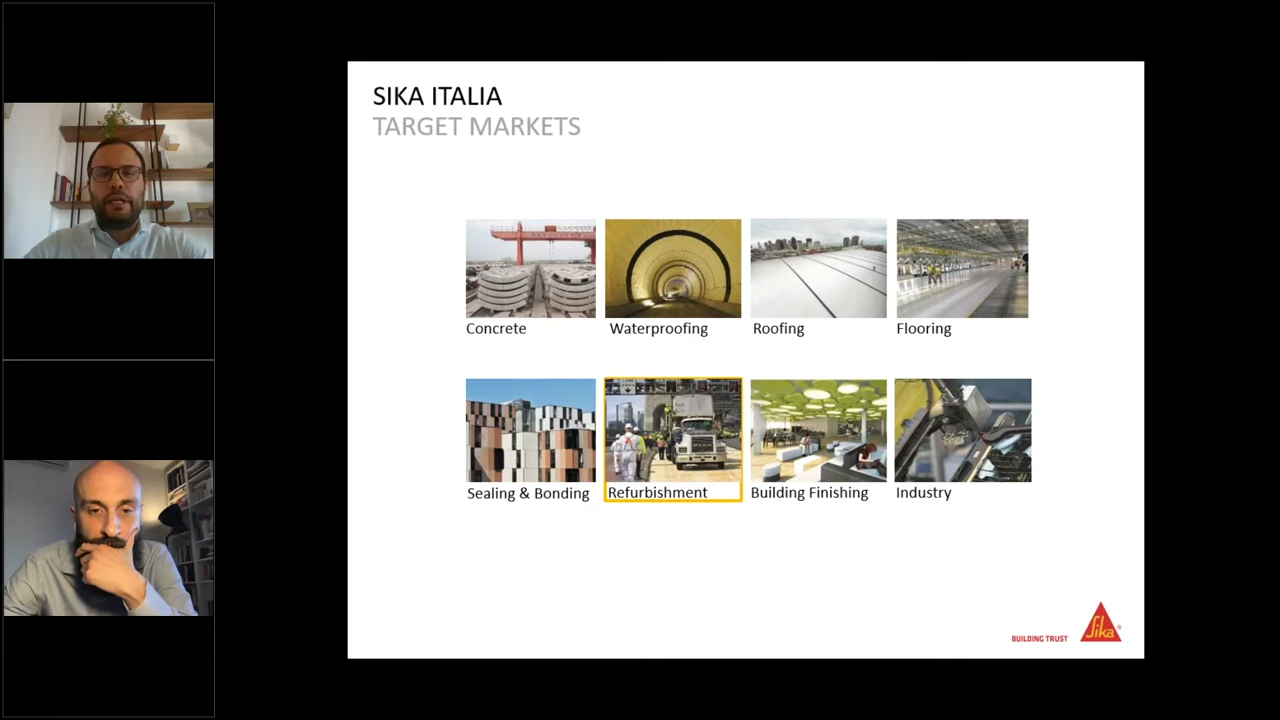 SIKA ITALIA
TARGET MARKETS
Concrete
Waterproofing
Roofing
Flooring
Sealing & Bonding
Refurbishment
Building Finishing
Industry
BUILDING TRUST
Sika®